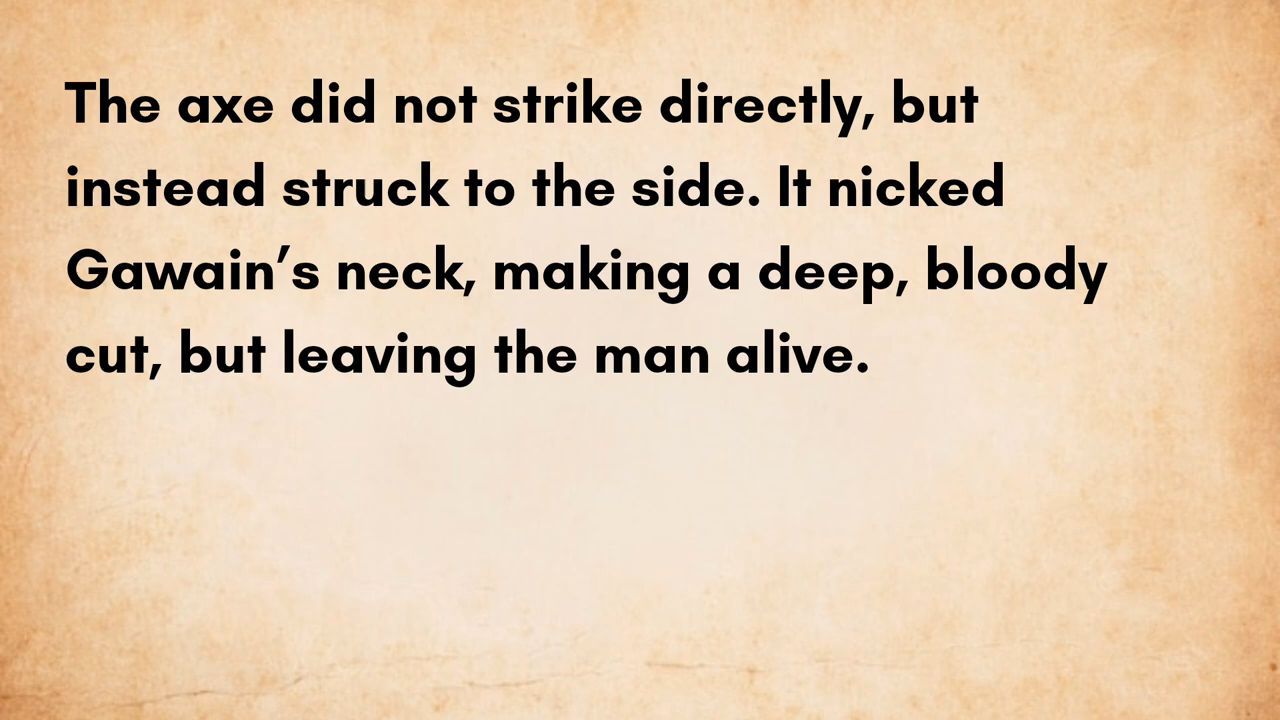 The axe did not strike directly, but
instead struck to the side. It nicked
Gawain’s neck, making a deep, bloody
cut, but leaving the man alive.